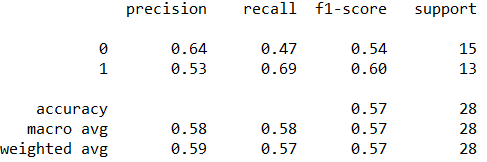 precision recall f1-score support
0 0.64 0.47 0.54 15
1 0.53 0.69 0.60 13
accuracy 0.57 28
macro avg 0.58 0.58 0.57 28
weighted avg 0.59 0.57 0.57 28